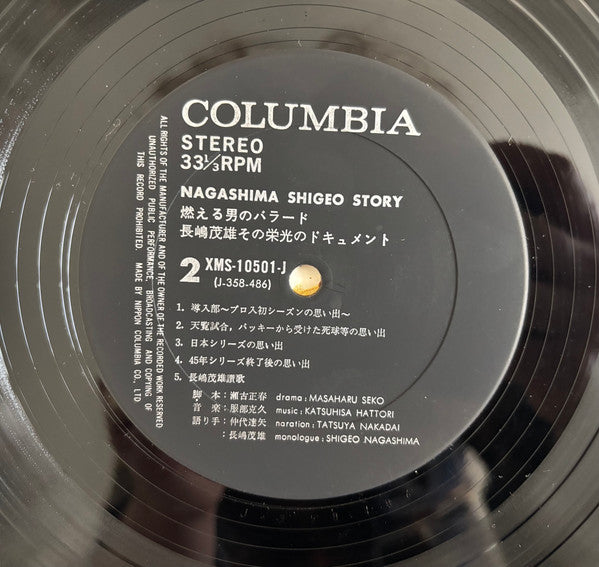 COLUMBIA
STEREO
33⅓RPM
NAGASHIMA SHIGEO STORY
燃える男のバラード
長嶋茂雄その栄光のドキュメント
2 XMS-10501-J
(J-358-486)
1. 導入部〜プロ入初シーズンの思い出〜
2. 天覧試合，バッキーから受けた死球等の思い出
3. 日本シリーズの思い出
4. 45年シリーズ終了後の思い出
5. 長嶋茂雄讃歌
脚 本：瀬古正春 drama: MASAHARU SEKO
音 楽：服部克久 music: KATSUHISA HATTORI
語り手：仲代達矢 naration: TATSUYA NAKADAI
：長嶋茂雄 monologue: SHIGEO NAGASHIMA
ALL RIGHTS OF THE MANUFACTURER AND OF THE OWNER OF THE RECORDED WORK RESERVED
UNAUTHORIZED PUBLIC PERFORMANCE BROADCASTING AND COPYING OF
THIS RECORD PROHIBITED. MADE BY NIPPON COLUMBIA CO., LTD